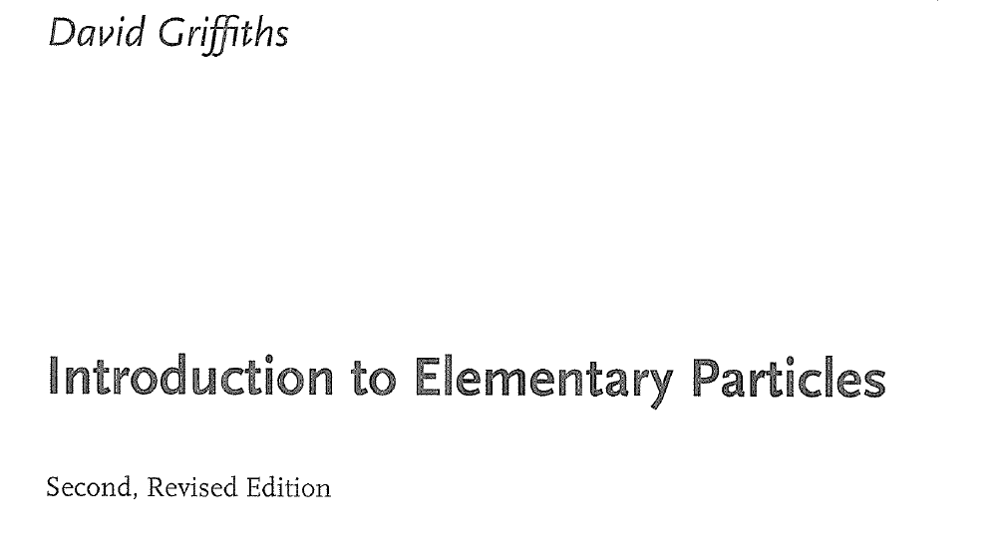 David Griffiths
Introduction to Elementary Particles
Second, Revised Edition